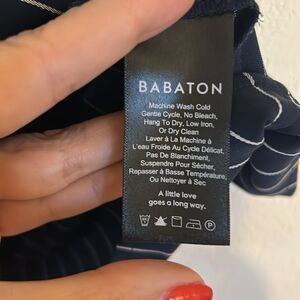 BABATON
Machine Wash Cold
Gentle Cycle, No Bleach,
Hang To Dry, Low Iron,
Or Dry Clean
Laver à La Machine à
L'eau Froide Au Cycle Délicat,
Pas De Blanchiment,
Suspendre Pour Sécher,
Repasser à Basse Température,
Ou Nettoyer à Sec
A little love
goes a long way.
P